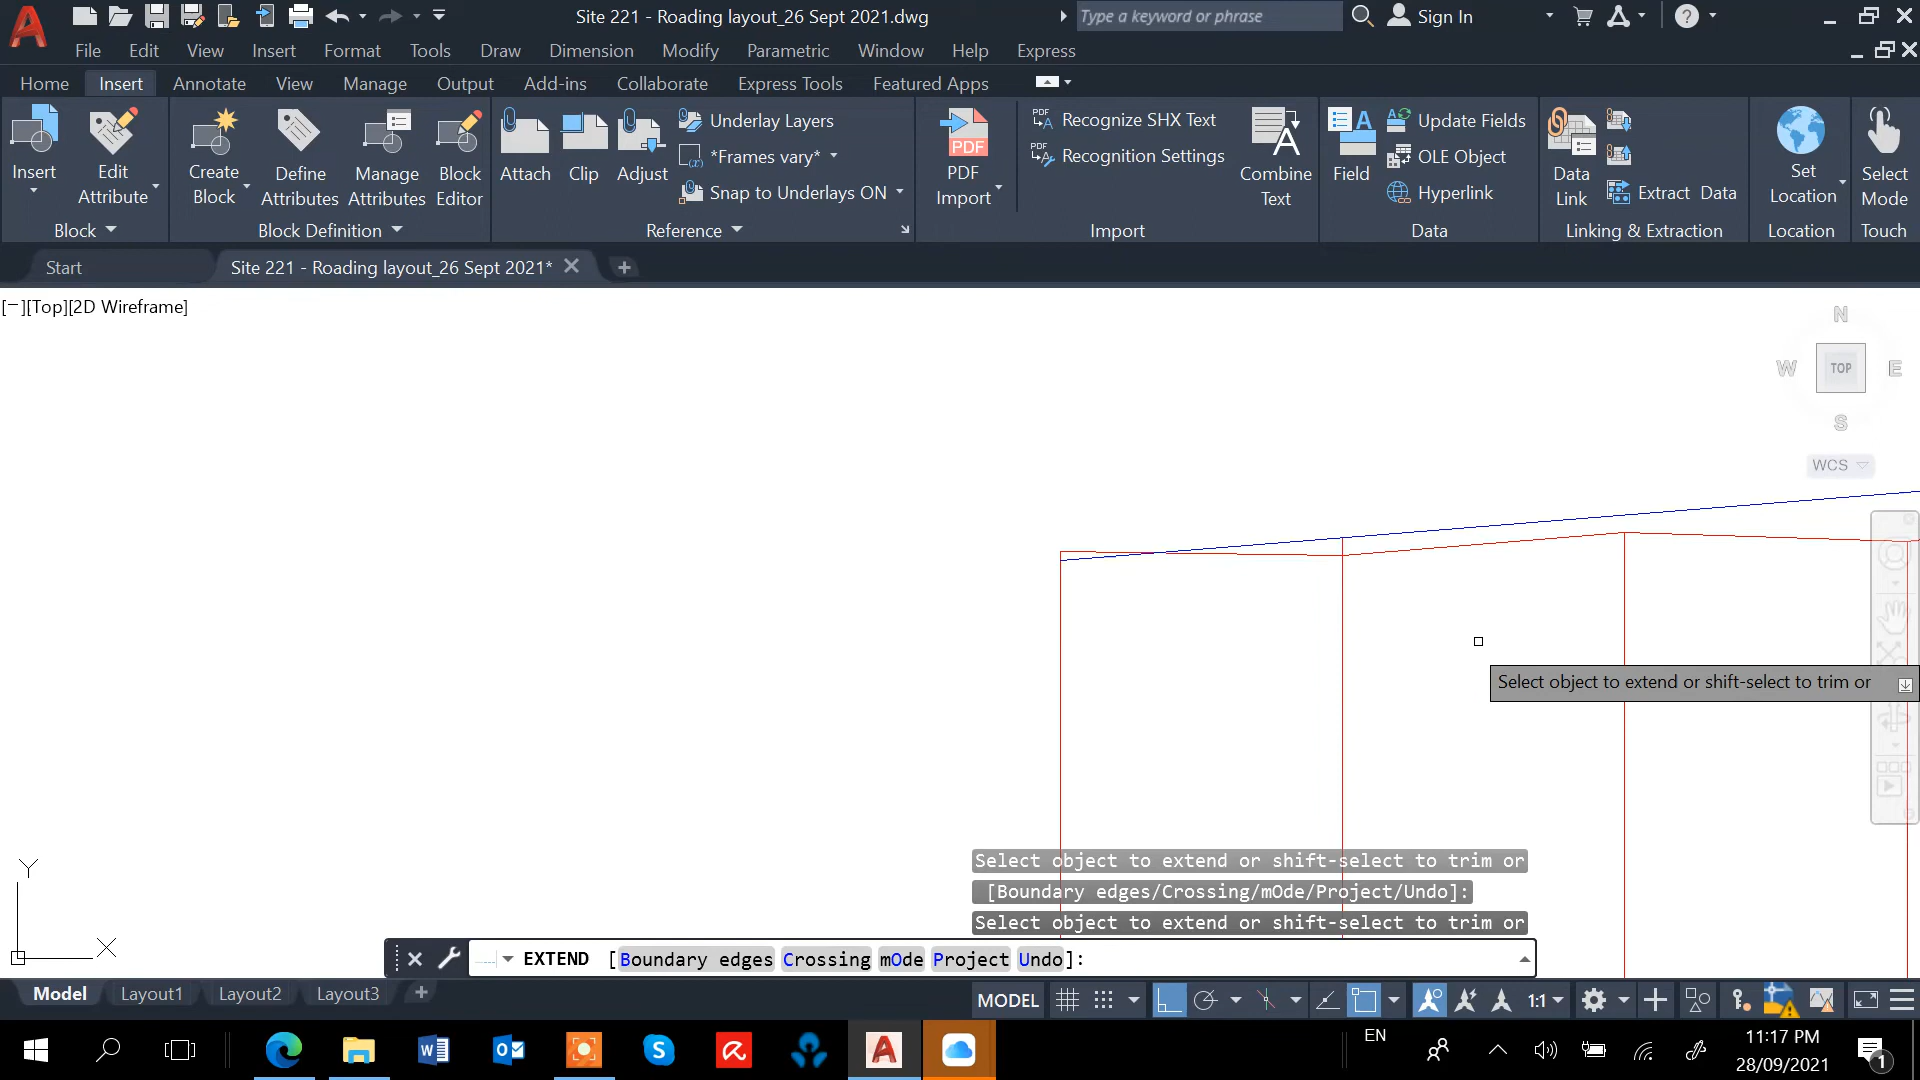 Site 221 - Roading layout_26 Sept 2021.dwg
Type a keyword or phrase
Sign In
File Edit View Insert Format Tools Draw Dimension Modify Parametric Window Help Express
Home Insert Annotate View Manage Output Add-ins Collaborate Express Tools Featured Apps
Insert
Edit Attribute
Create Block
Define Attributes
Manage Attributes
Block Editor
Attach
Clip
Adjust
Underlay Layers
*Frames vary*
Snap to Underlays ON
PDF
PDF Import
PDF
Recognize SHX Text
PDF
Recognition Settings
Combine Text
Field
Update Fields
OLE Object
Hyperlink
Data Link
Extract Data
Set Location
Select Mode
Block
Block Definition
Reference
Import
Data
Linking & Extraction
Location
Touch
Start
Site 221 - Roading layout_26 Sept 2021*
[−][Top][2D Wireframe]
N
W TOP E
S
WCS
Select object to extend or shift-select to trim or
Y
X
Select object to extend or shift-select to trim or
[Boundary edges/Crossing/mOde/Project/Undo]:
Select object to extend or shift-select to trim or
EXTEND [Boundary edges Crossing mOde Project Undo]:
Model Layout1 Layout2 Layout3
MODEL
1:1
EN
11:17 PM
28/09/2021
1